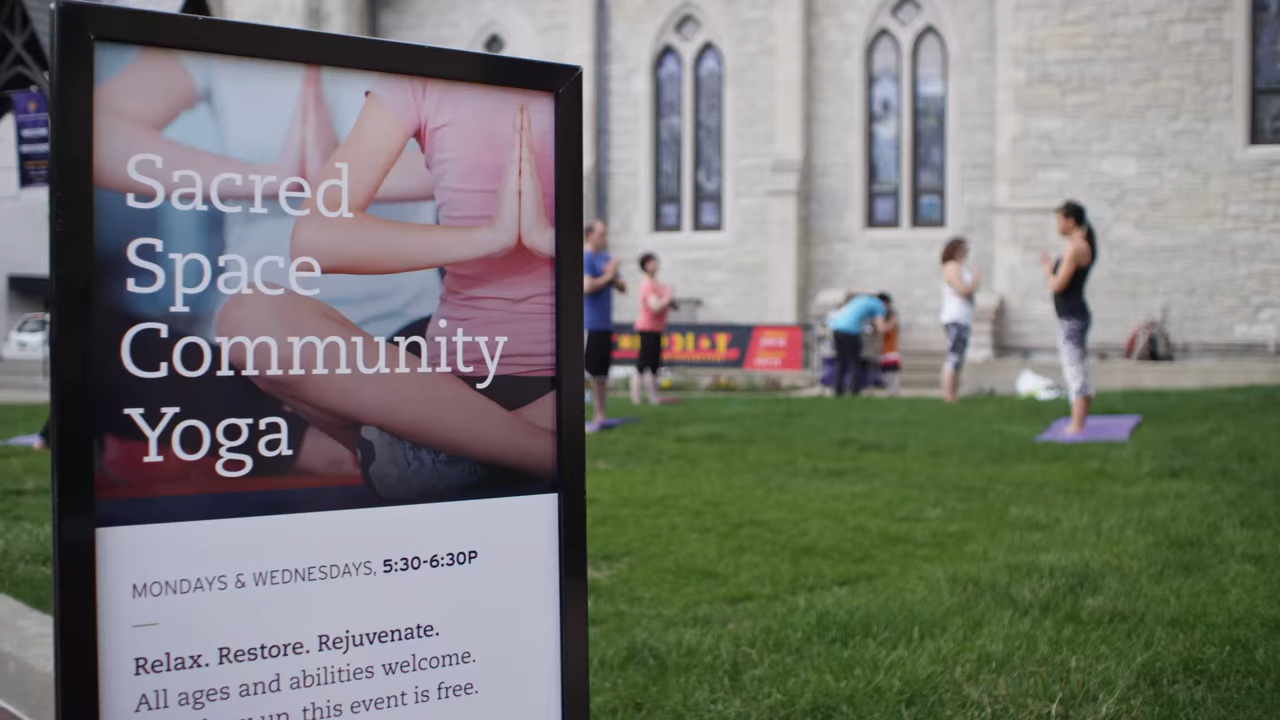 Sacred
Space
Community
Yoga
MONDAYS & WEDNESDAYS, 5:30-6:30P
Relax. Restore. Rejuvenate.
All ages and abilities welcome.
up, this event is free.